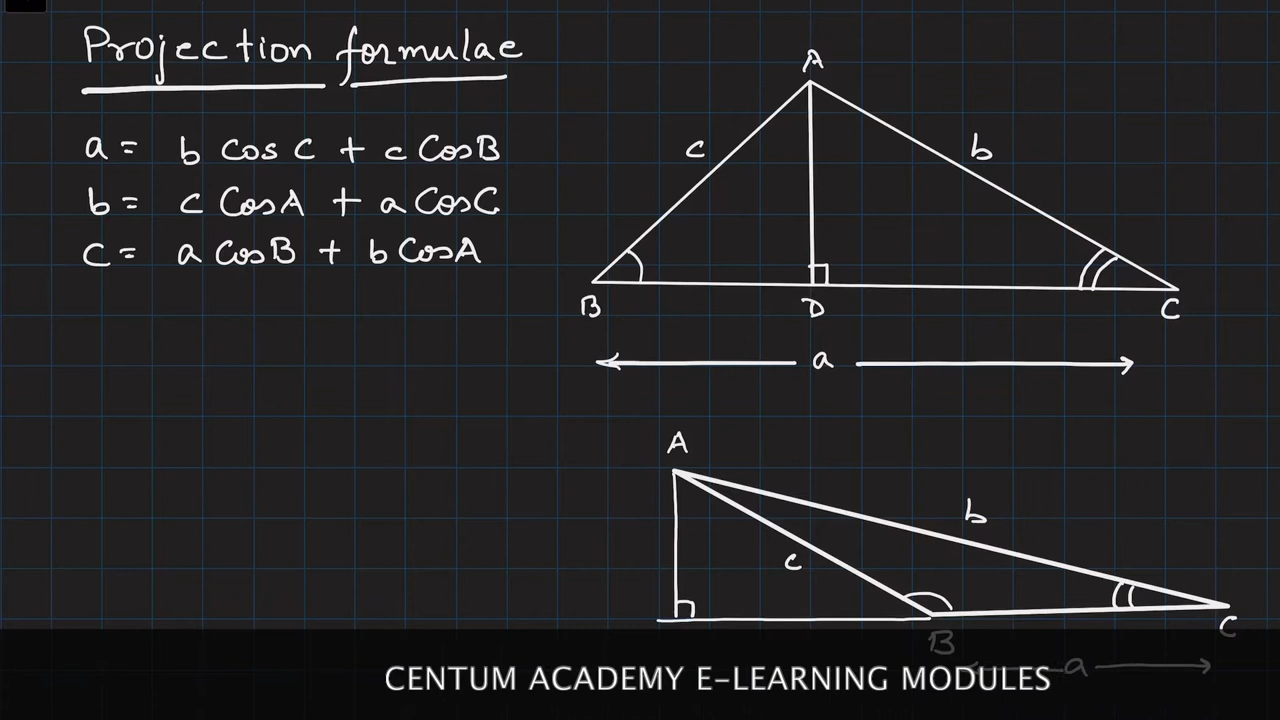 Projection formulae
a = b cos C + c CosB
b = c CosA + a CosC
c = a CosB + b CosA
A
c
b
B
D
C
a
A
b
c
B
C
a
CENTUM ACADEMY E-LEARNING MODULES